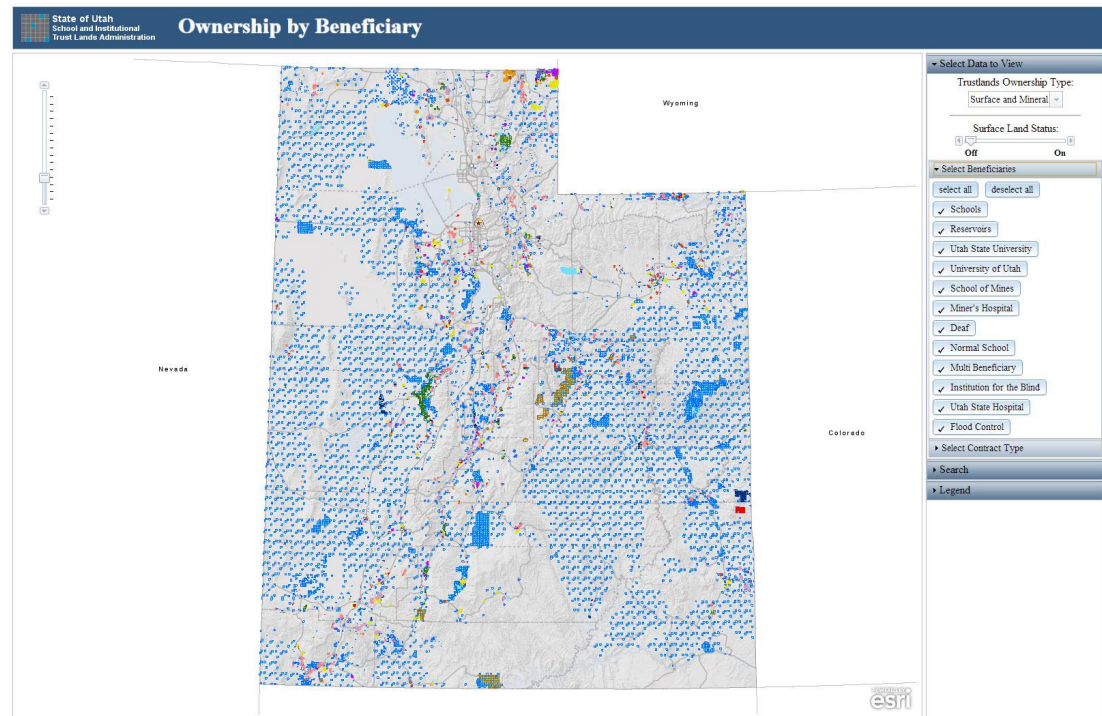 State of Utah
School and Institutional
Trust Lands Administration
Ownership by Beneficiary
Wyoming
Nevada
Colorado
esri
Select Data to View
Trustlands Ownership Type:
Surface and Mineral
Surface Land Status:
Off On
Select Beneficiaries
select all deselect all
Schools
Reservoirs
Utah State University
University of Utah
School of Mines
Miner's Hospital
Deaf
Normal School
Multi Beneficiary
Institution for the Blind
Utah State Hospital
Flood Control
Select Contract Type
Search
Legend